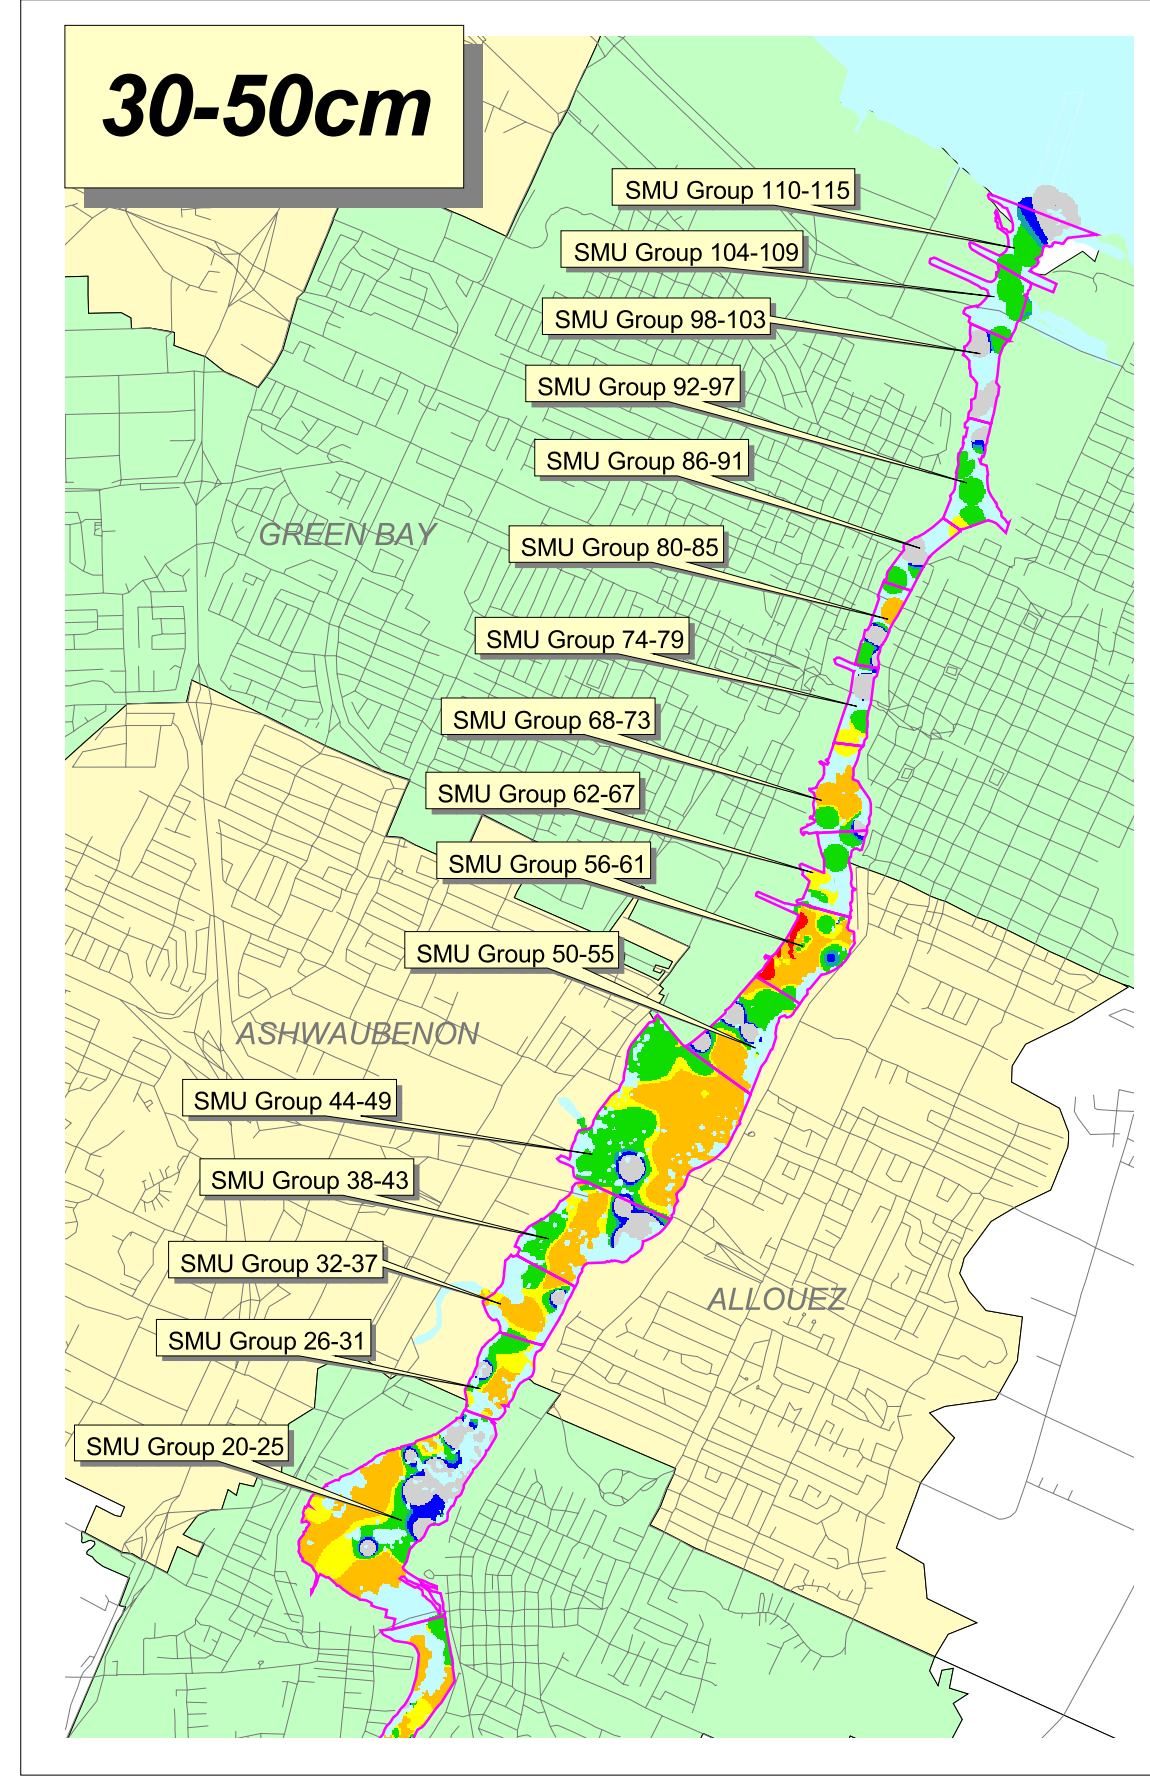 30-50cm
SMU Group 110-115
SMU Group 104-109
SMU Group 98-103
SMU Group 92-97
SMU Group 86-91
GREEN BAY
SMU Group 80-85
SMU Group 74-79
SMU Group 68-73
SMU Group 62-67
SMU Group 56-61
SMU Group 50-55
ASHWAUBENON
SMU Group 44-49
SMU Group 38-43
SMU Group 32-37
ALLOUEZ
SMU Group 26-31
SMU Group 20-25